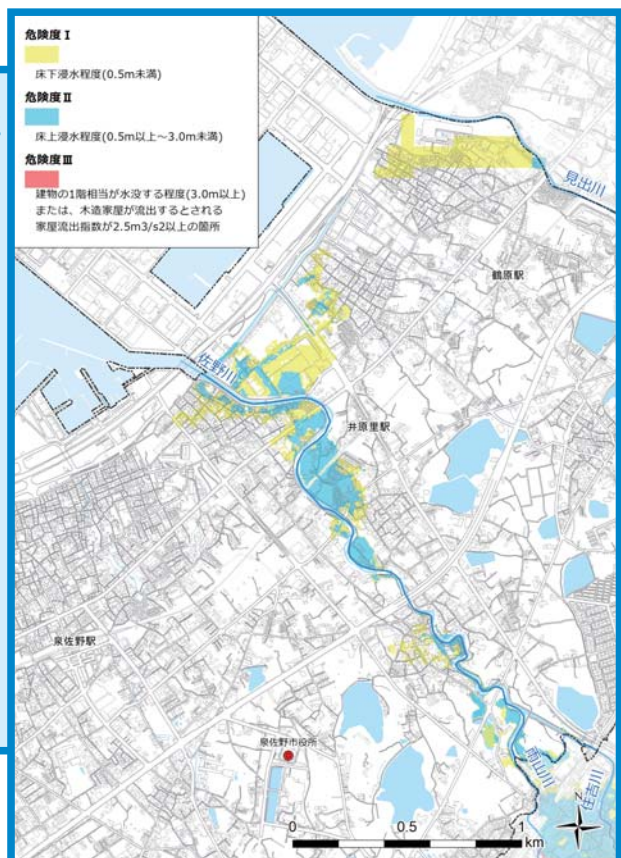 危険度Ⅰ
床下浸水程度(0.5m未満)
危険度Ⅱ
床上浸水程度(0.5m以上～3.0m未満)
危険度Ⅲ
建物の1階相当が水没する程度(3.0m以上)
または、木造家屋が流出するとされる
家屋流出指数が2.5m3/s2以上の箇所
見出川
鶴原駅
佐野川
井原里駅
泉佐野駅
泉佐野市役所
雨山川
住吉川
N
0 0.5 1
km